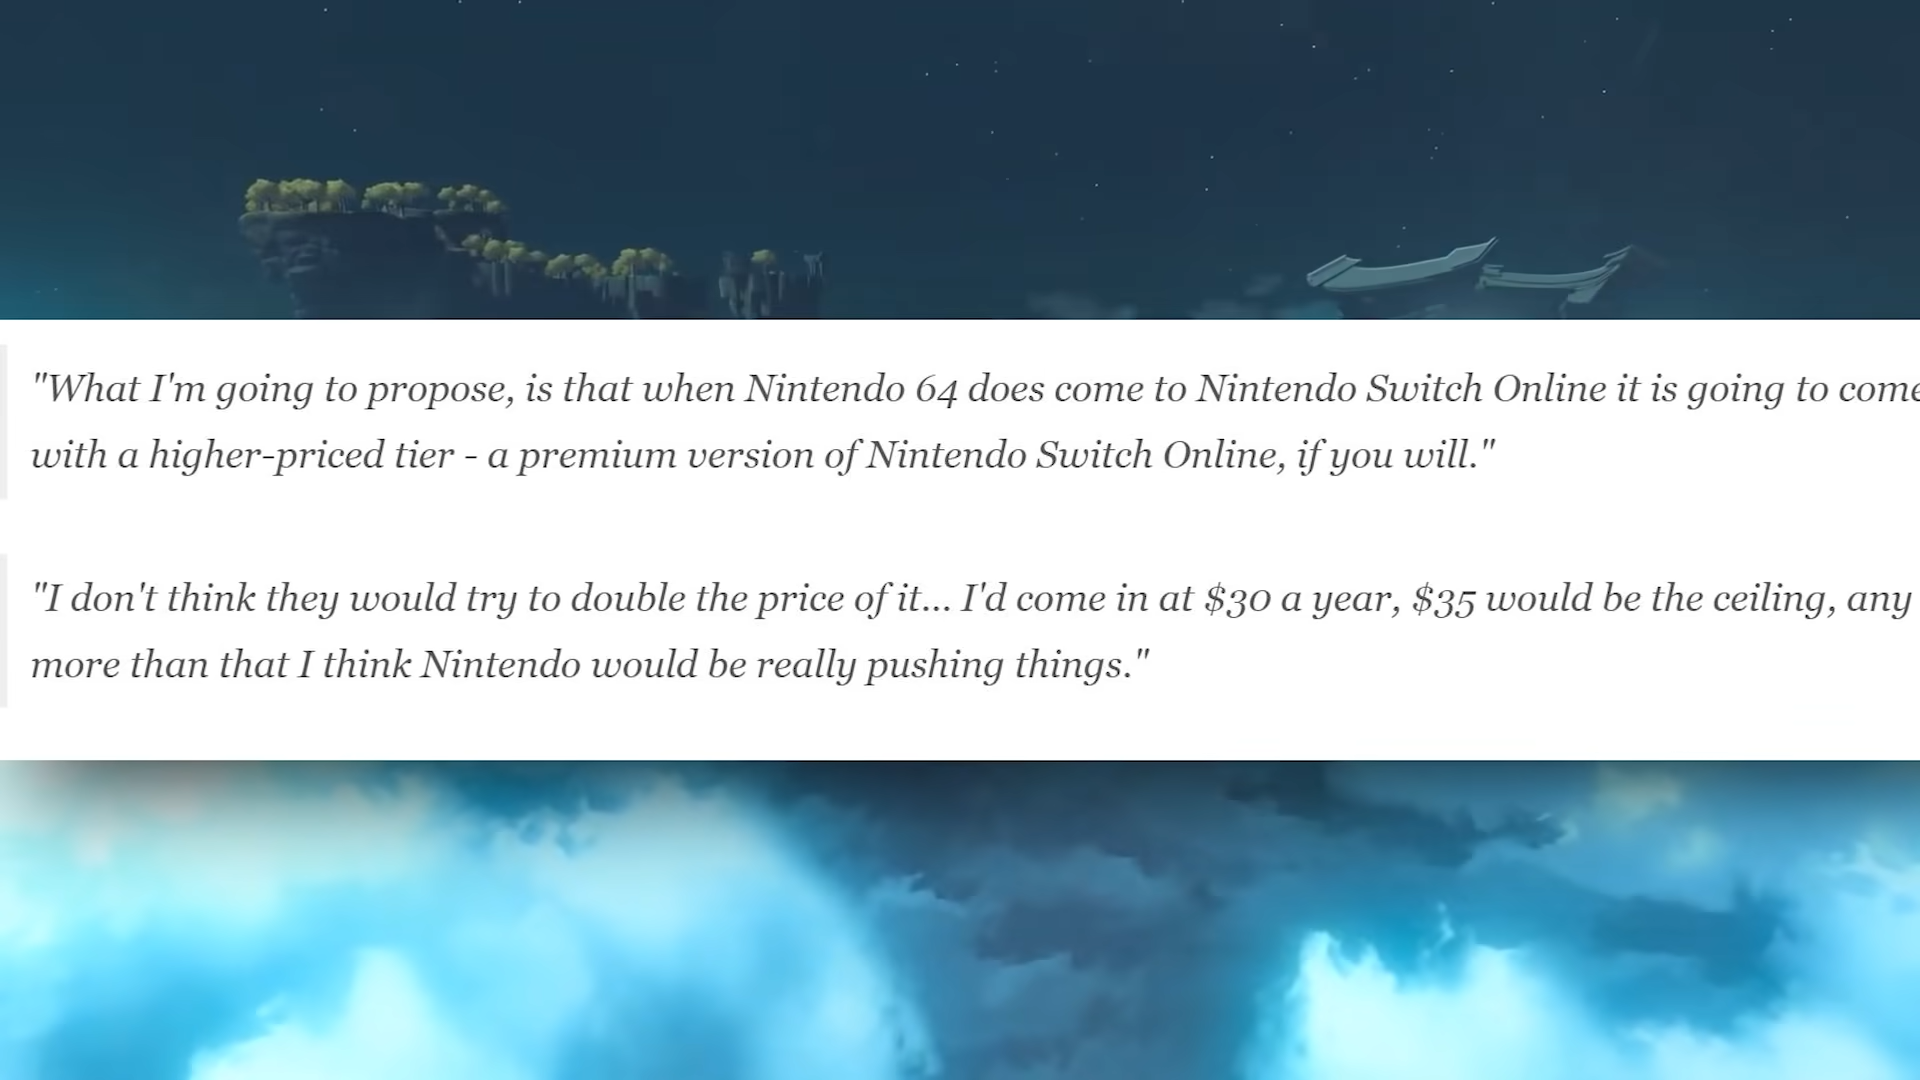 "What I'm going to propose, is that when Nintendo 64 does come to Nintendo Switch Online it is going to come
with a higher-priced tier - a premium version of Nintendo Switch Online, if you will."
"I don't think they would try to double the price of it... I'd come in at $30 a year, $35 would be the ceiling, any
more than that I think Nintendo would be really pushing things."